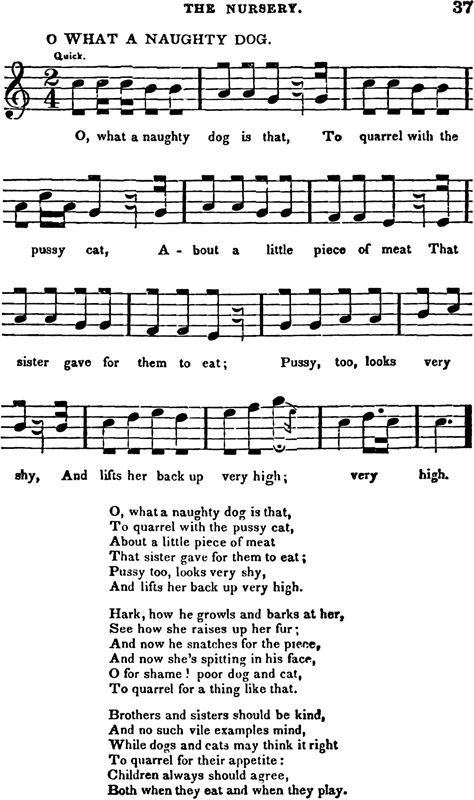 THE NURSERY. 37
O WHAT A NAUGHTY DOG.
Quick.
2
4
O, what a naughty dog is that, To quarrel with the
pussy cat, A - bout a little piece of meat That
sister gave for them to eat; Pussy, too, looks very
shy, And lifts her back up very high; very high.
O, what a naughty dog is that,
To quarrel with the pussy cat,
About a little piece of meat
That sister gave for them to eat;
Pussy too, looks very shy,
And lifts her back up very high.
Hark, how he growls and barks at her,
See how she raises up her fur;
And now he snatches for the piece,
And now she's spitting in his face,
O for shame! poor dog and cat,
To quarrel for a thing like that.
Brothers and sisters should be kind,
And no such vile examples mind,
While dogs and cats may think it right
To quarrel for their appetite:
Children always should agree,
Both when they eat and when they play.